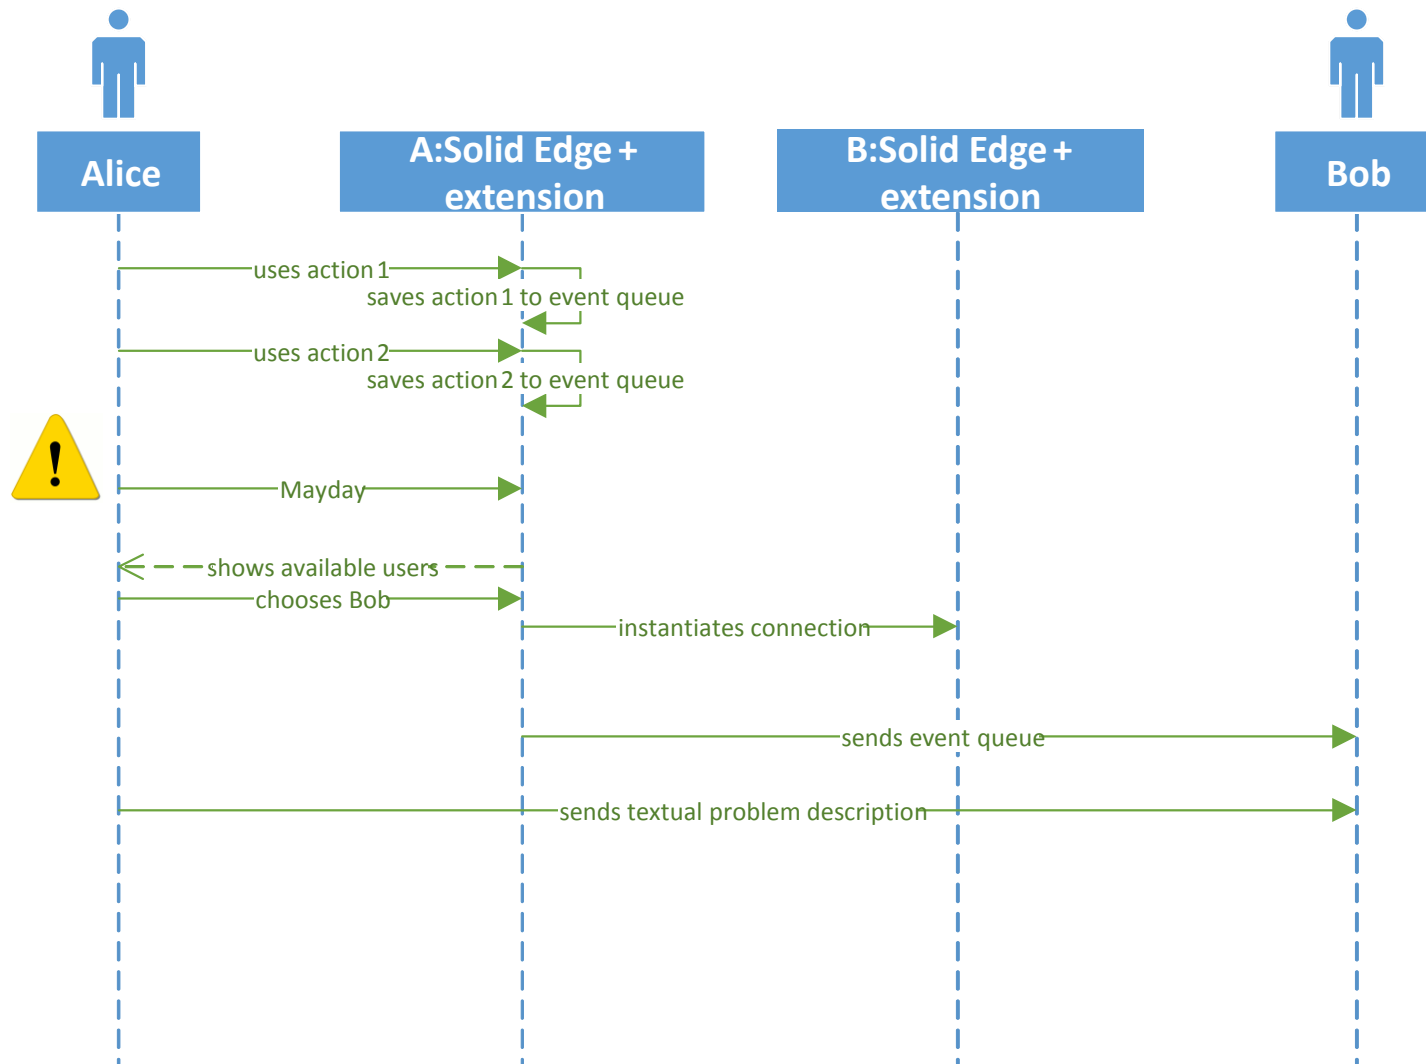 Alice
A:Solid Edge +
extension
B:Solid Edge +
extension
Bob
uses action 1
saves action 1 to event queue
uses action 2
saves action 2 to event queue
!
Mayday
shows available users
chooses Bob
instantiates connection
sends event queue
sends textual problem description